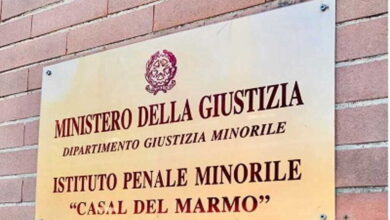 MINISTERO DELLA GIUSTIZIA
DIPARTIMENTO GIUSTIZIA MINORILE
ISTITUTO PENALE MINORILE
“CASAL DEL MARMO”